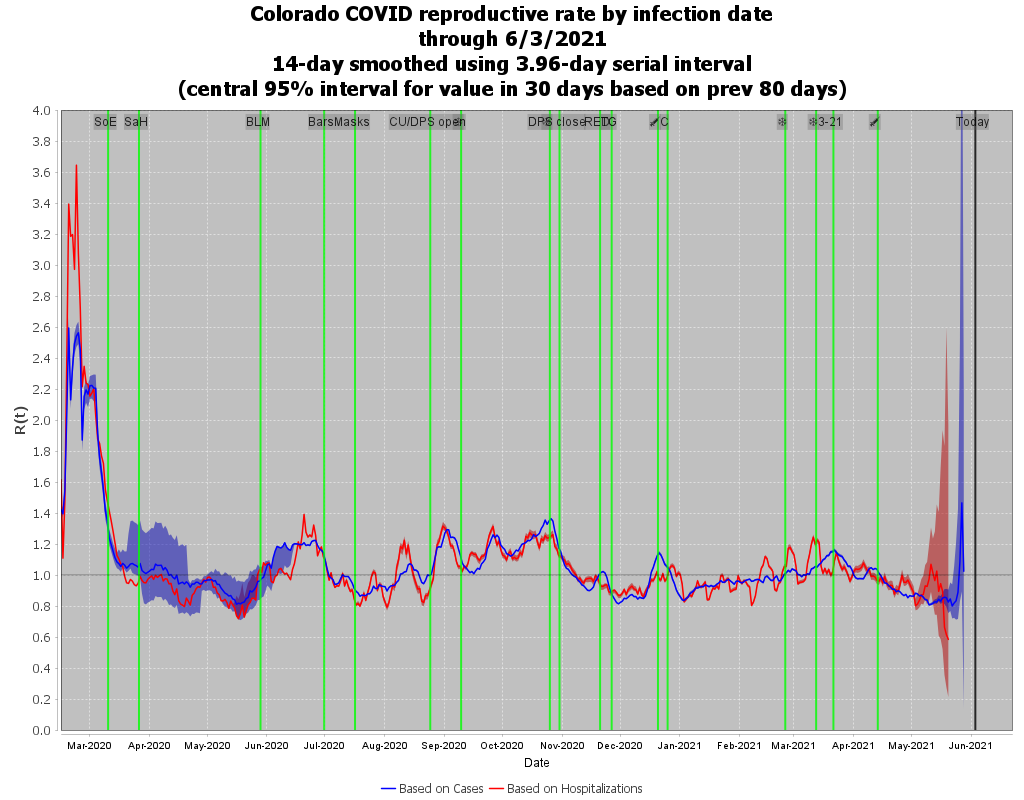 Colorado COVID reproductive rate by infection date
through 6/3/2021
14-day smoothed using 3.96-day serial interval
(central 95% interval for value in 30 days based on prev 80 days)
4.0
3.8
3.6
3.4
3.2
3.0
2.8
2.6
2.4
2.2
2.0
1.8
1.6
1.4
1.2
1.0
0.8
0.6
0.4
0.2
0.0
R(t)
SoE SaH BLM Bars Masks CU/DPS open DPS close RETG C 3-21 Today
Mar-2020 Apr-2020 May-2020 Jun-2020 Jul-2020 Aug-2020 Sep-2020 Oct-2020 Nov-2020 Dec-2020 Jan-2021 Feb-2021 Mar-2021 Apr-2021 May-2021 Jun-2021
Date
Based on Cases Based on Hospitalizations